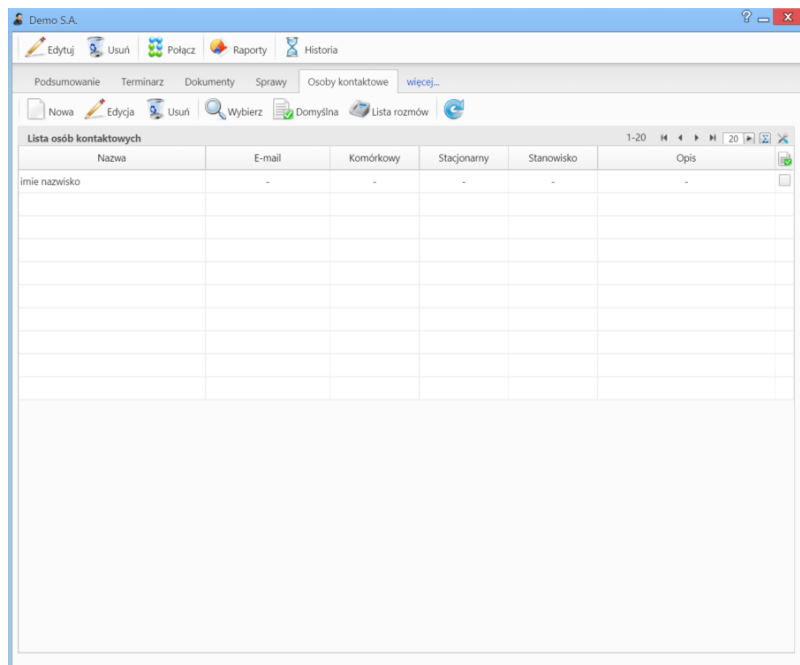 Demo S.A.
Edytuj Usuń Połącz Raporty Historia
Podsumowanie Terminarz Dokumenty Sprawy Osoby kontaktowe więcej...
Nowa Edycja Usuń Wybierz Domyślna Lista rozmów
Lista osób kontaktowych 1-20 20
Nazwa E-mail Komórkowy Stacjonarny Stanowisko Opis
imie nazwisko - - - - -